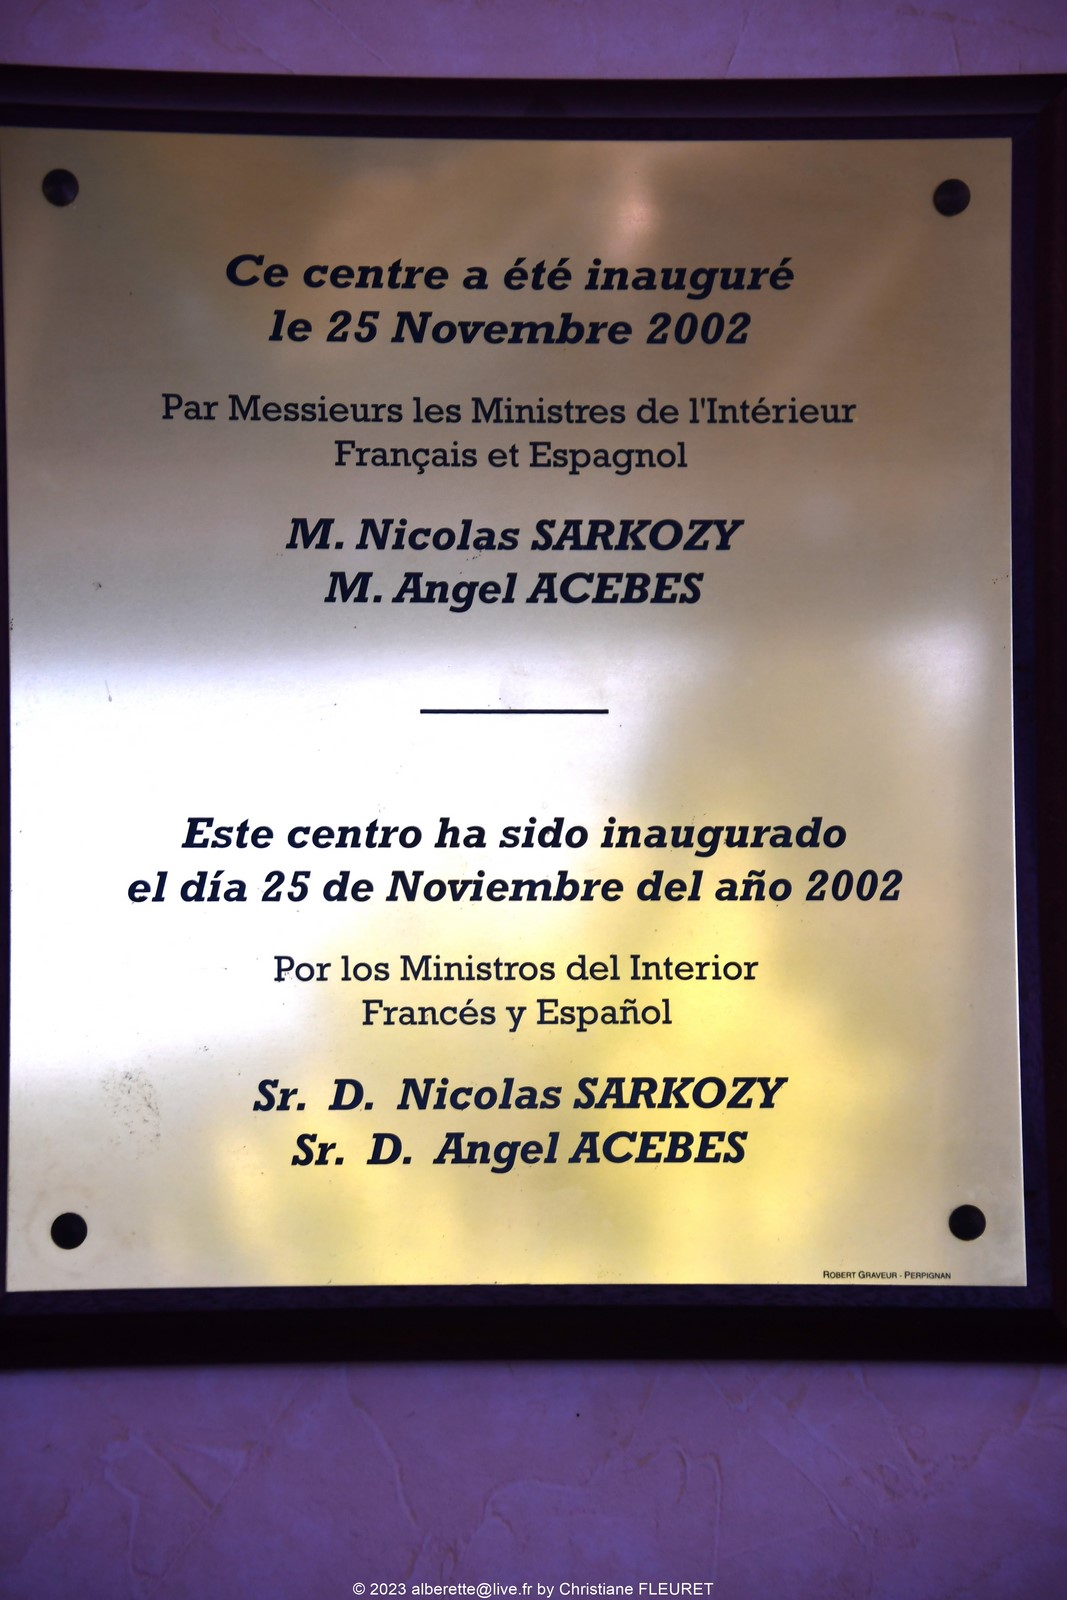 Ce centre a été inauguré
le 25 Novembre 2002
Par Messieurs les Ministres de l'Intérieur
Français et Espagnol
M. Nicolas SARKOZY
M. Angel ACEBES
Este centro ha sido inaugurado
el día 25 de Noviembre del año 2002
Por los Ministros del Interior
Francés y Español
Sr. D. Nicolas SARKOZY
Sr. D. Angel ACEBES
ROBERT GRAVEUR - PERPIGNAN
© 2023 alberette@live.fr by Christiane FLEURET